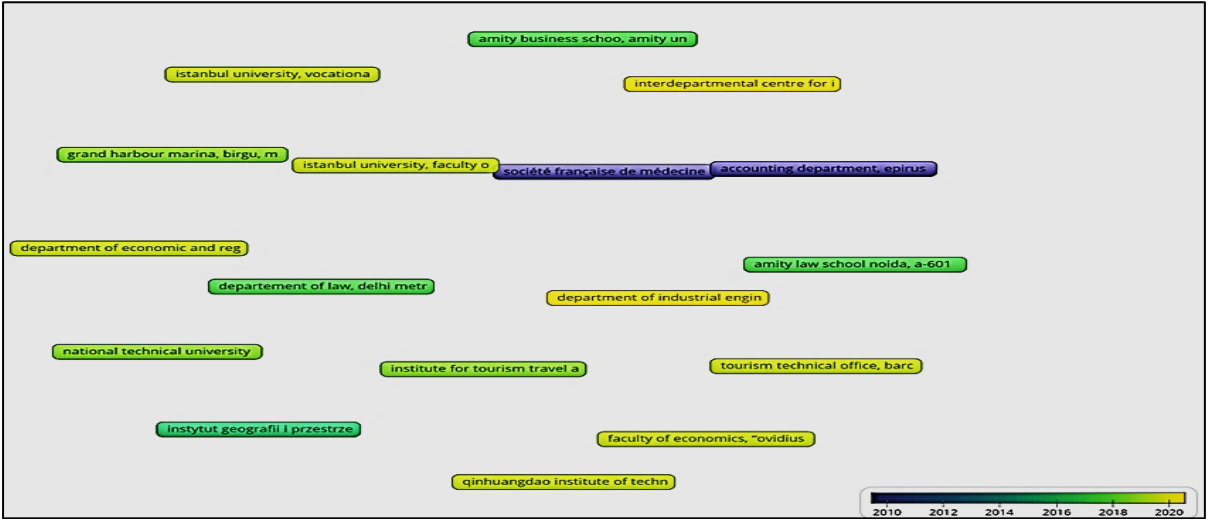 amity business schoo, amity un
istanbul university, vocationa
interdepartmental centre for i
grand harbour marina, birgu, m
istanbul university, faculty o
société française de médecine
accounting department, epirus
department of economic and reg
amity law school noida, a-601
departement of law, delhi metr
department of industrial engin
national technical university
institute for tourism travel a
tourism technical office, barc
instytut geografii i przestrze
faculty of economics, "ovidius
qinhuangdao institute of techn
2010 2012 2014 2016 2018 2020